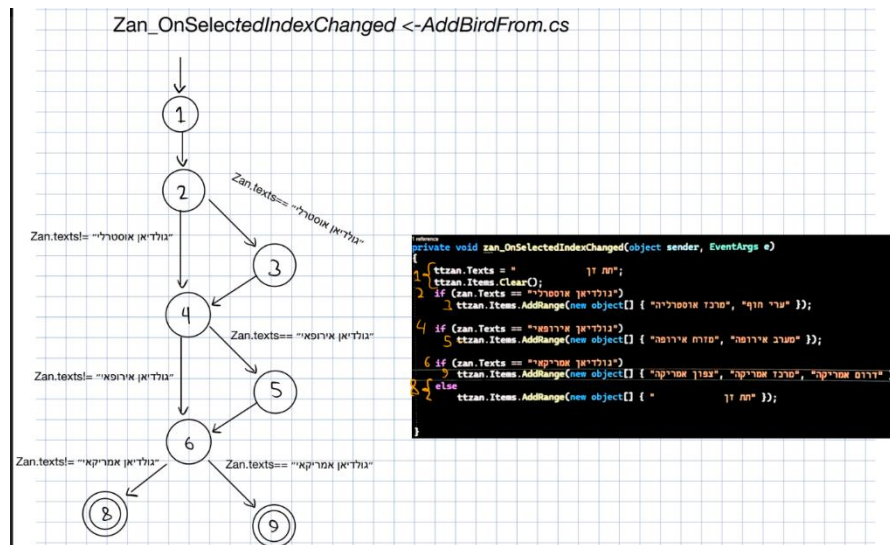 Zan_OnSelectedIndexChanged <-AddBirdFrom.cs
1
2
Zan.texts== "גולדיאן אוסטרלי"
Zan.texts!= "גולדיאן אוסטרלי"
3
4
Zan.texts== "גולדיאן אירופאי"
Zan.texts!= "גולדיאן אירופאי"
5
6
Zan.texts!= "גולדיאן אמריקאי"
Zan.texts== "גולדיאן אמריקאי"
8
9
1 reference
private void zan_OnSelectedIndexChanged(object sender, EventArgs e)
{
1 ttzan.Texts = " תת זן";
ttzan.Items.Clear();
2 if (zan.Texts == "גולדיאן אוסטרלי")
3 ttzan.Items.AddRange(new object[] { "מרכז אוסטרליה", "ערי חוף" });
4 if (zan.Texts == "גולדיאן אירופאי")
5 ttzan.Items.AddRange(new object[] { "מזרח אירופה", "מערב אירופה" });
6 if (zan.Texts == "גולדיאן אמריקאי")
9 ttzan.Items.AddRange(new object[] { "צפון אמריקה", "מרכז אמריקה", "דרום אמריקה" }
8 else
ttzan.Items.AddRange(new object[] { " תת זן" });
}